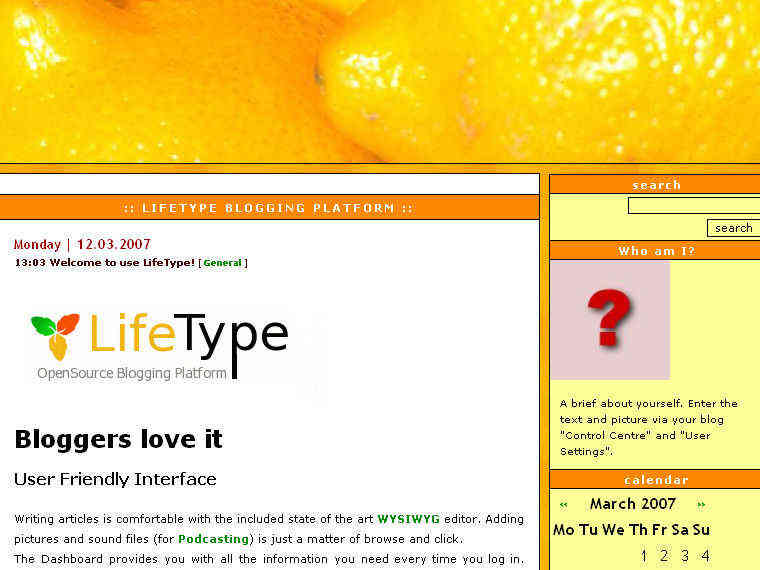 :: LIFETYPE BLOGGING PLATFORM ::
Monday | 12.03.2007
13:03 Welcome to use LifeType! [General]
LifeType
OpenSource Blogging Platform
Bloggers love it
User Friendly Interface
Writing articles is comfortable with the included state of the art WYSIWYG editor. Adding
pictures and sound files (for Podcasting) is just a matter of browse and click.
The Dashboard provides you with all the information you need every time you log in.
search
search
Who am I?
?
A brief about yourself. Enter the
text and picture via your blog
"Control Centre" and "User
Settings".
calendar
« March 2007 »
Mo Tu We Th Fr Sa Su
1 2 3 4